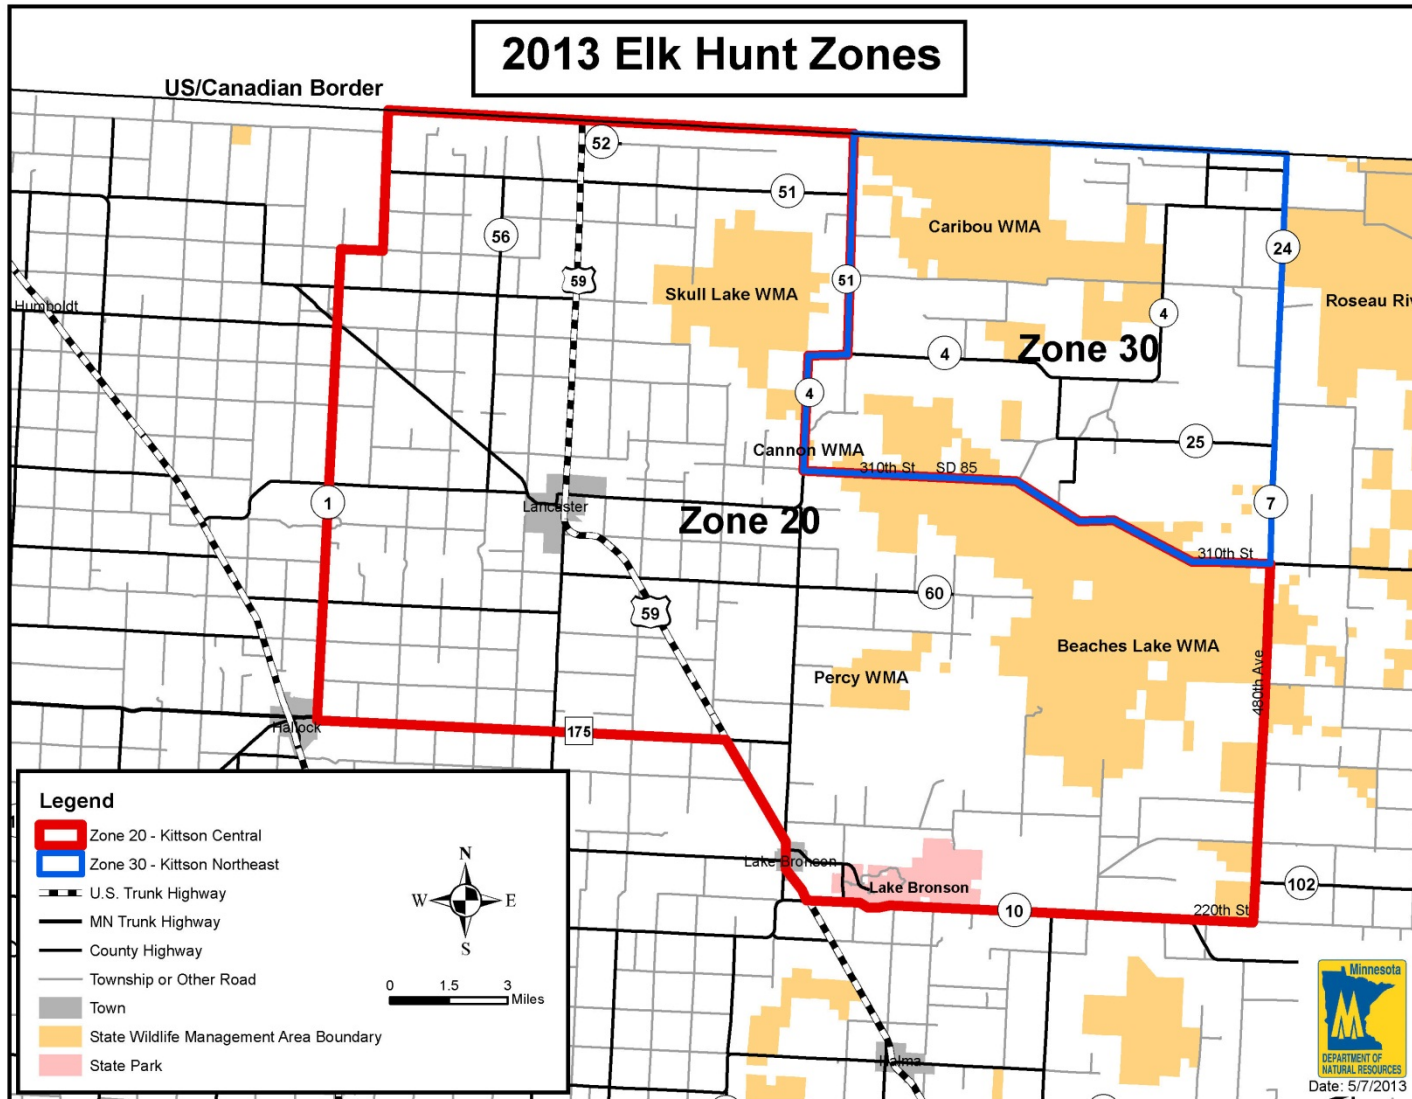 2013 Elk Hunt Zones
US/Canadian Border
52
51
56
Caribou WMA
24
59
Skull Lake WMA
51
Roseau Riv
Humboldt
4
4
Zone 30
4
Cannon WMA
25
310th St
SD 85
1
Lancaster
Zone 20
7
310th St
60
59
Beaches Lake WMA
Percy WMA
480th Ave
Hallock
175
Lake Bronson
Lake Bronson
102
10
220th St
Halma
Legend
Zone 20 - Kittson Central
Zone 30 - Kittson Northeast
U.S. Trunk Highway
MN Trunk Highway
County Highway
Township or Other Road
Town
State Wildlife Management Area Boundary
State Park
N
W E
S
0 1.5 3
Miles
Minnesota
DEPARTMENT OF
NATURAL RESOURCES
Date: 5/7/2013